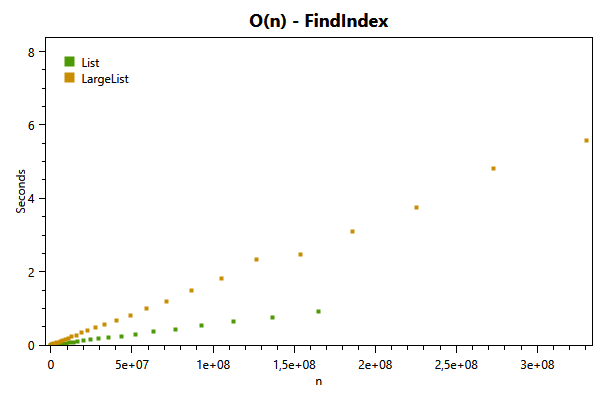 O(n) - FindIndex
List
LargeList
Seconds
8
6
4
2
0
0 5e+07 1e+08 1,5e+08 2e+08 2,5e+08 3e+08
n